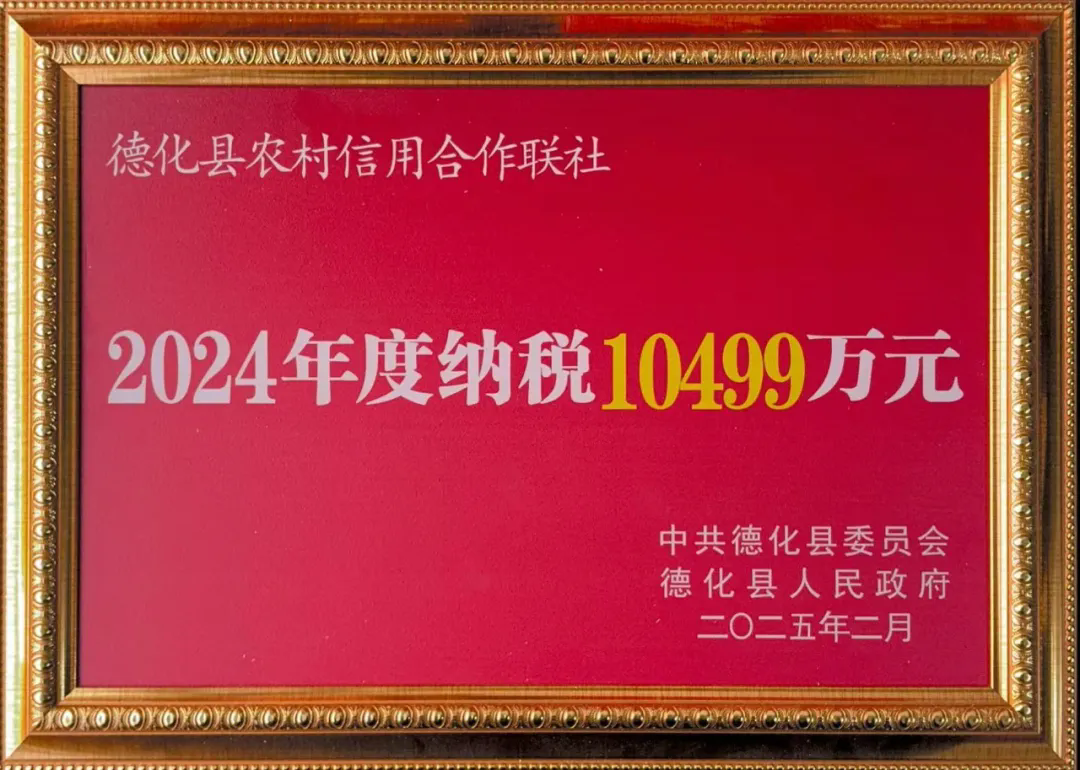 德化县农村信用合作联社
2024年度纳税10499万元
中共德化县委员会
德化县人民政府
二〇二五年二月